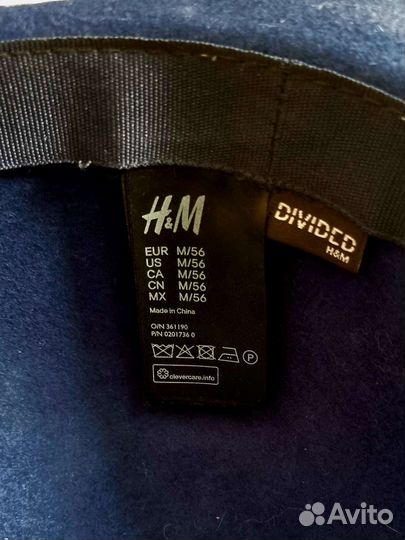 H&M
DIVIDED
H&M
EUR M/56
US M/56
CA M/56
CN M/56
MX M/56
Made in China
O/N 361190
P/N 0201736 0
P
clevercare.info
Avito